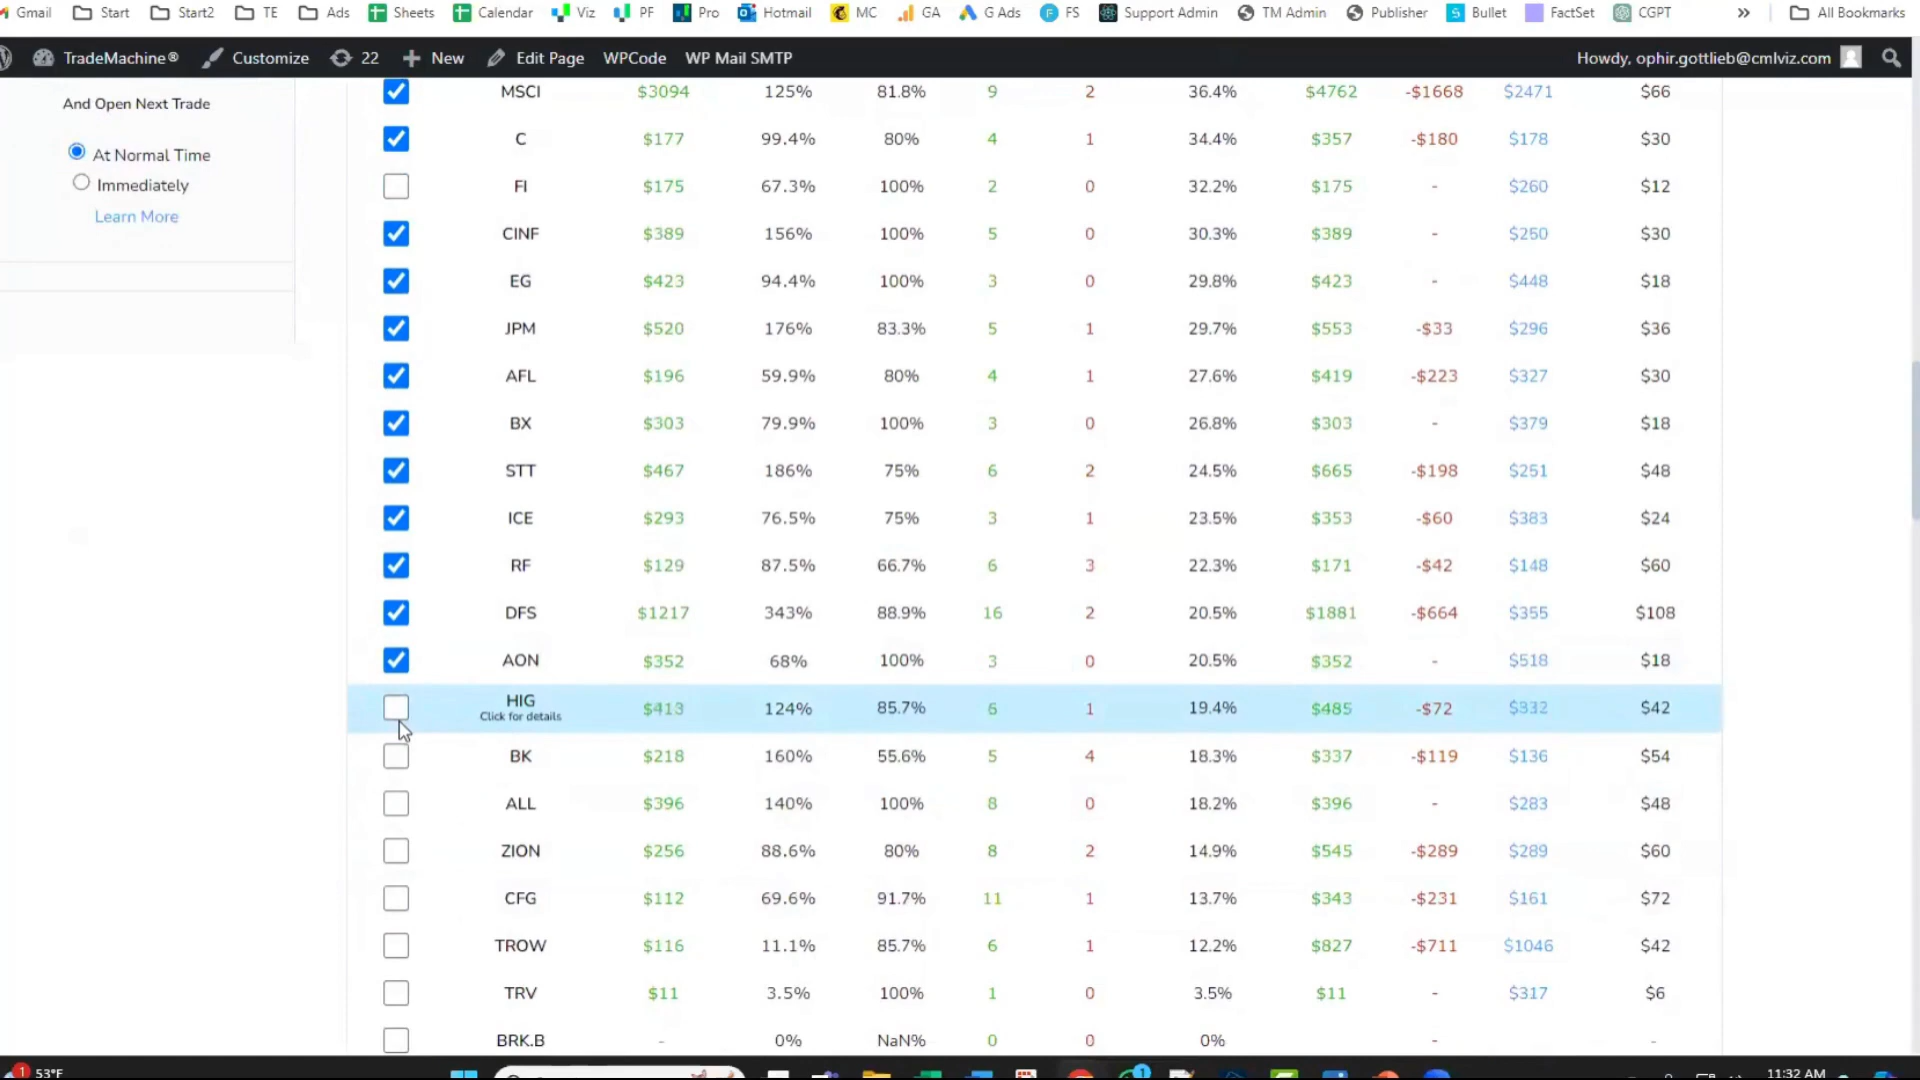 Gmail Start Start2 TE Ads Sheets Calendar Viz PF Pro Hotmail MC GA G Ads FS Support Admin TM Admin Publisher Bullet FactSet CGPT » All Bookmarks
TradeMachine® Customize 22 New Edit Page WPCode WP Mail SMTP Howdy, ophir.gottlieb@cmlviz.com
And Open Next Trade
At Normal Time
Immediately
Learn More
MSCI $3094 125% 81.8% 9 2 36.4% $4762 -$1668 $2471 $66
C $177 99.4% 80% 4 1 34.4% $357 -$180 $178 $30
FI $175 67.3% 100% 2 0 32.2% $175 - $260 $12
CINF $389 156% 100% 5 0 30.3% $389 - $250 $30
EG $423 94.4% 100% 3 0 29.8% $423 - $448 $18
JPM $520 176% 83.3% 5 1 29.7% $553 -$33 $296 $36
AFL $196 59.9% 80% 4 1 27.6% $419 -$223 $327 $30
BX $303 79.9% 100% 3 0 26.8% $303 - $379 $18
STT $467 186% 75% 6 2 24.5% $665 -$198 $251 $48
ICE $293 76.5% 75% 3 1 23.5% $353 -$60 $383 $24
RF $129 87.5% 66.7% 6 3 22.3% $171 -$42 $148 $60
DFS $1217 343% 88.9% 16 2 20.5% $1881 -$664 $355 $108
AON $352 68% 100% 3 0 20.5% $352 - $518 $18
HIG $413 124% 85.7% 6 1 19.4% $485 -$72 $332 $42
Click for details
BK $218 160% 55.6% 5 4 18.3% $337 -$119 $136 $54
ALL $396 140% 100% 8 0 18.2% $396 - $283 $48
ZION $256 88.6% 80% 8 2 14.9% $545 -$289 $289 $60
CFG $112 69.6% 91.7% 11 1 13.7% $343 -$231 $161 $72
TROW $116 11.1% 85.7% 6 1 12.2% $827 -$711 $1046 $42
TRV $11 3.5% 100% 1 0 3.5% $11 - $317 $6
BRK.B - 0% NaN% 0 0 0% - -
1 53°F 1 11:32 AM